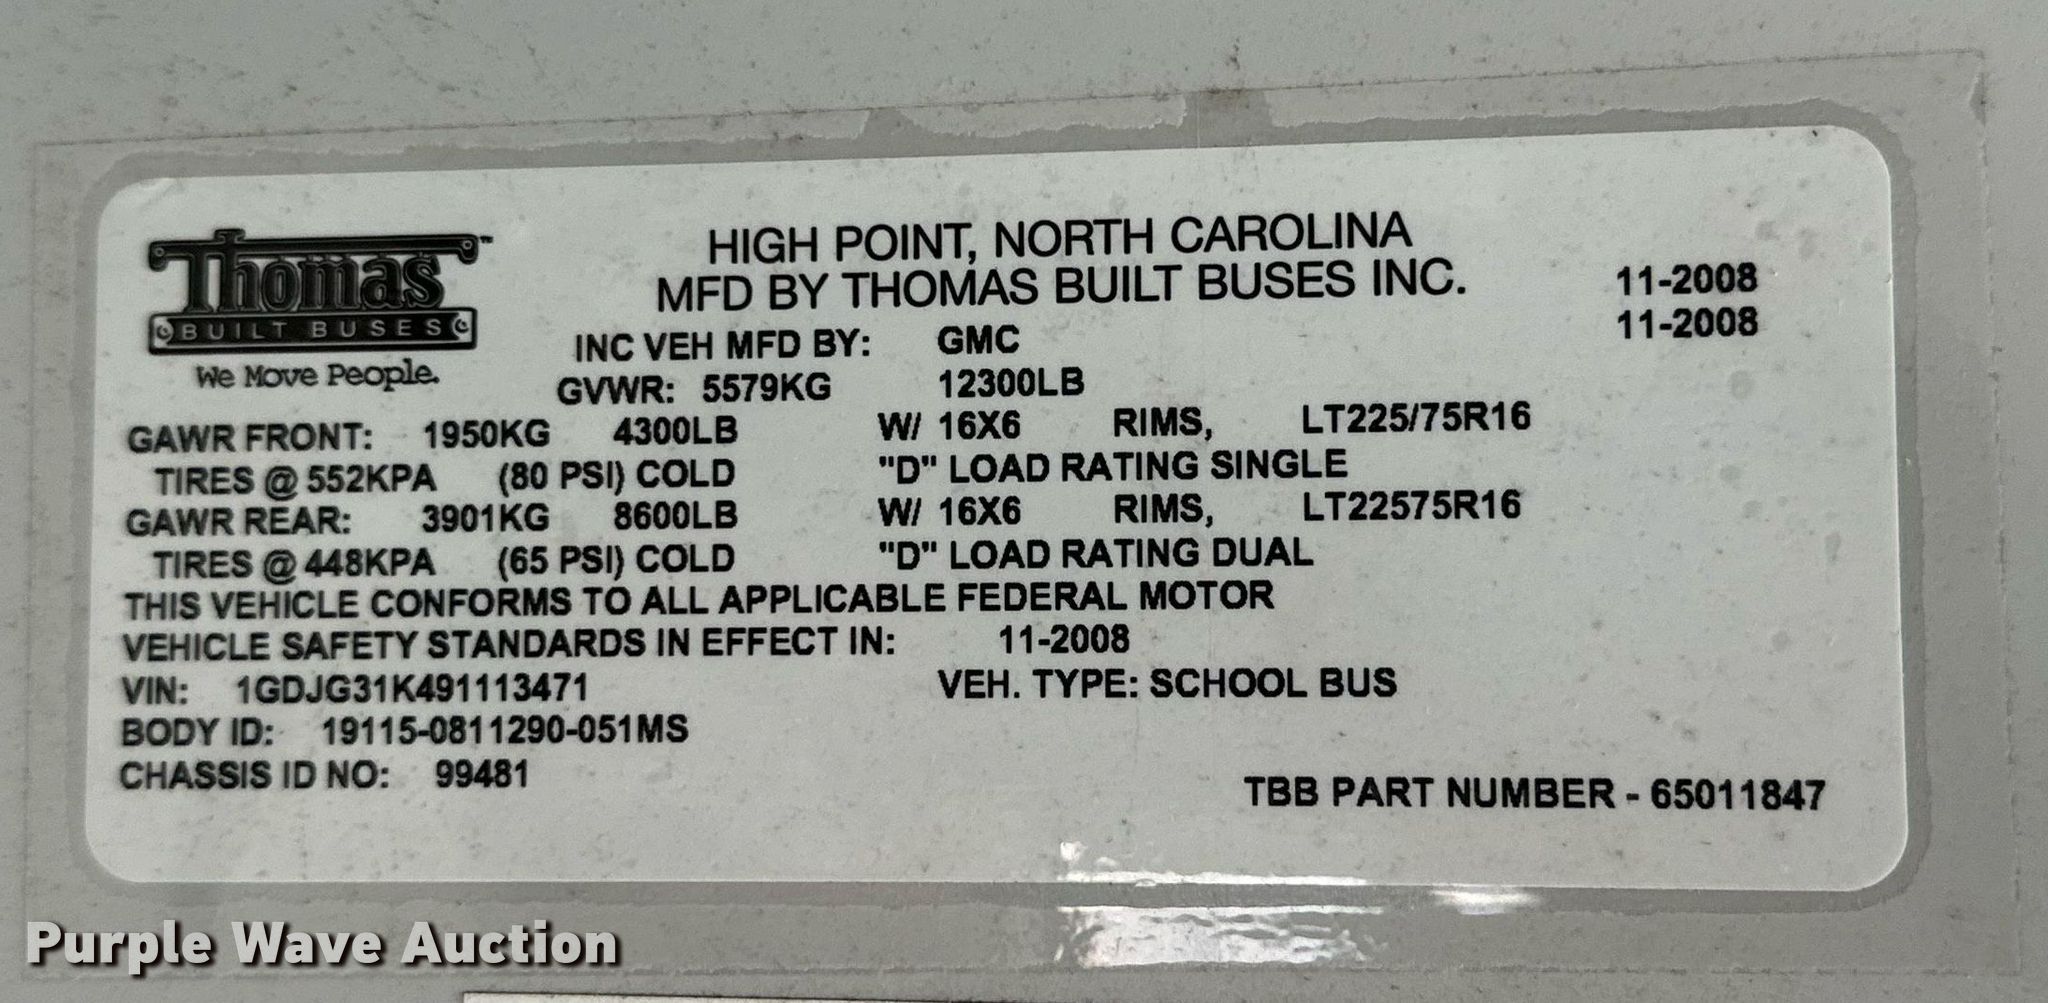 Thomas™
BUILT BUSES
We Move People.
HIGH POINT, NORTH CAROLINA
MFD BY THOMAS BUILT BUSES INC.
11-2008
INC VEH MFD BY: GMC
11-2008
GVWR: 5579KG 12300LB
GAWR FRONT: 1950KG 4300LB W/ 16X6 RIMS, LT225/75R16
TIRES @ 552KPA (80 PSI) COLD "D" LOAD RATING SINGLE
GAWR REAR: 3901KG 8600LB W/ 16X6 RIMS, LT22575R16
TIRES @ 448KPA (65 PSI) COLD "D" LOAD RATING DUAL
THIS VEHICLE CONFORMS TO ALL APPLICABLE FEDERAL MOTOR
VEHICLE SAFETY STANDARDS IN EFFECT IN: 11-2008
VIN: 1GDJG31K491113471 VEH. TYPE: SCHOOL BUS
BODY ID: 19115-0811290-051MS
CHASSIS ID NO: 99481
TBB PART NUMBER - 65011847
Purple Wave Auction